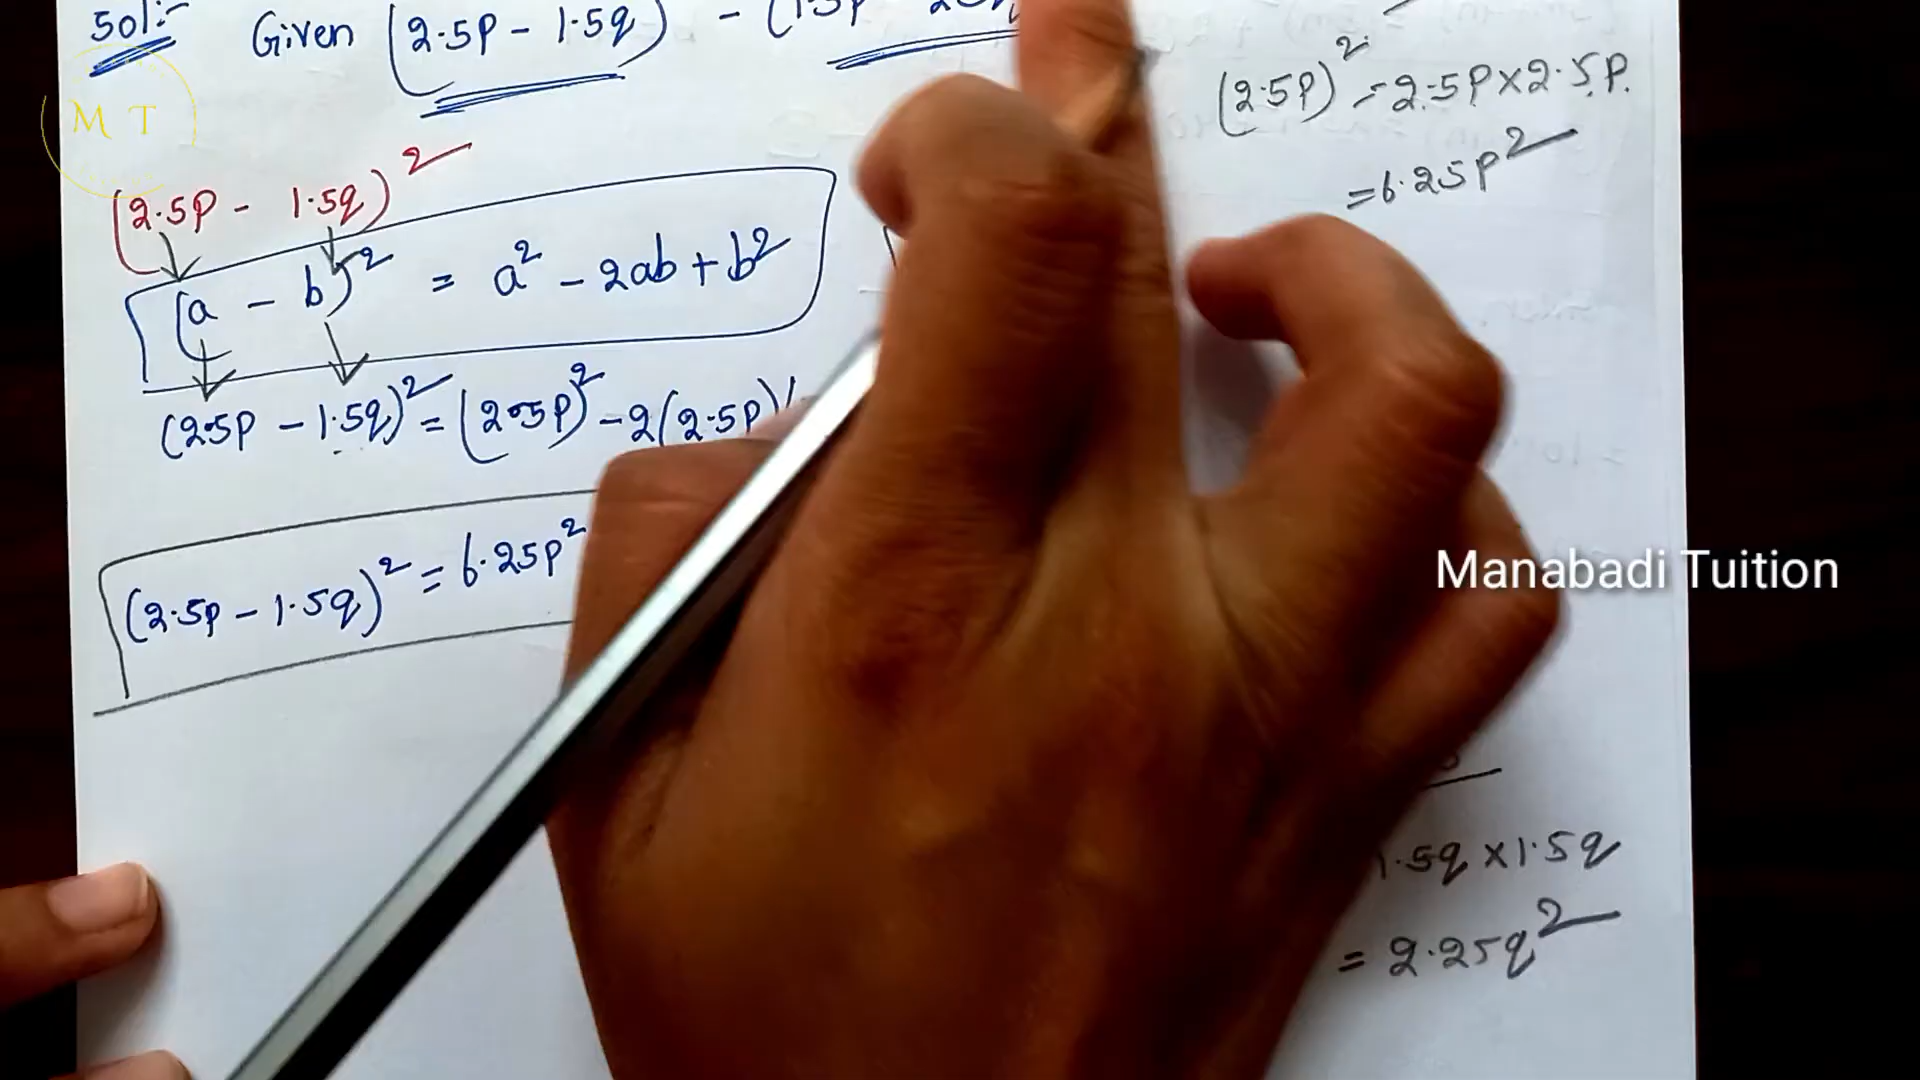 Sol:- Given (2.5p - 1.5q) - (1.5p
M T
(2.5p)² = 2.5p×2.5p.
= 6.25p²
(2.5p - 1.5q)²
(a - b)² = a² - 2ab + b²
(2.5p - 1.5q)² = (2.5p)² - 2(2.5p)(
(2.5p - 1.5q)² = 6.25p²
Manabadi Tuition
1.5q×1.5q
= 2.25q²